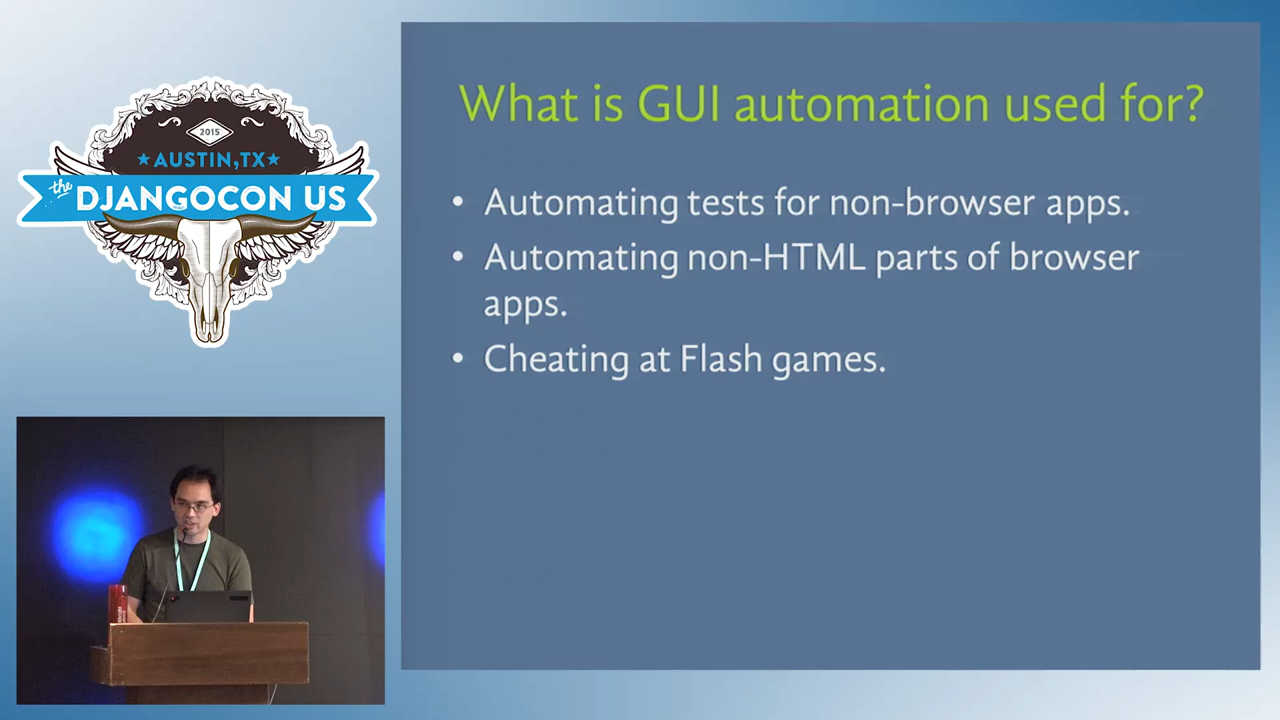 2015
AUSTIN,TX
the DJANGOCON US
What is GUI automation used for?
• Automating tests for non-browser apps.
• Automating non-HTML parts of browser
apps.
• Cheating at Flash games.